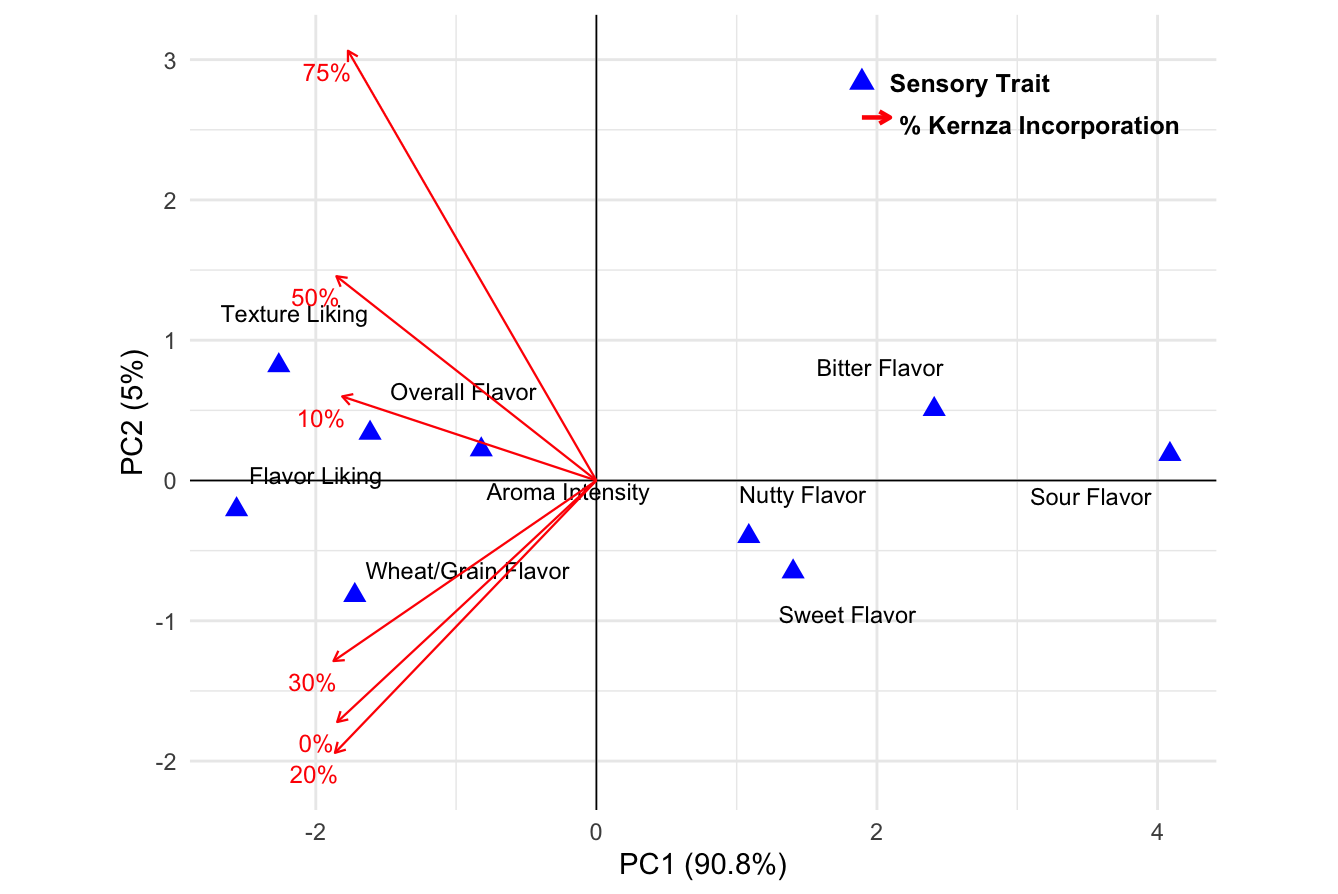 3
75%
Sensory Trait
% Kernza Incorporation
2
50%
Texture Liking
1
Bitter Flavor
Overall Flavor
10%
PC2 (5%)
0
Flavor Liking
Aroma Intensity
Nutty Flavor
Sour Flavor
Wheat/Grain Flavor
Sweet Flavor
-1
30%
0%
-2
20%
-2
0
2
4
PC1 (90.8%)